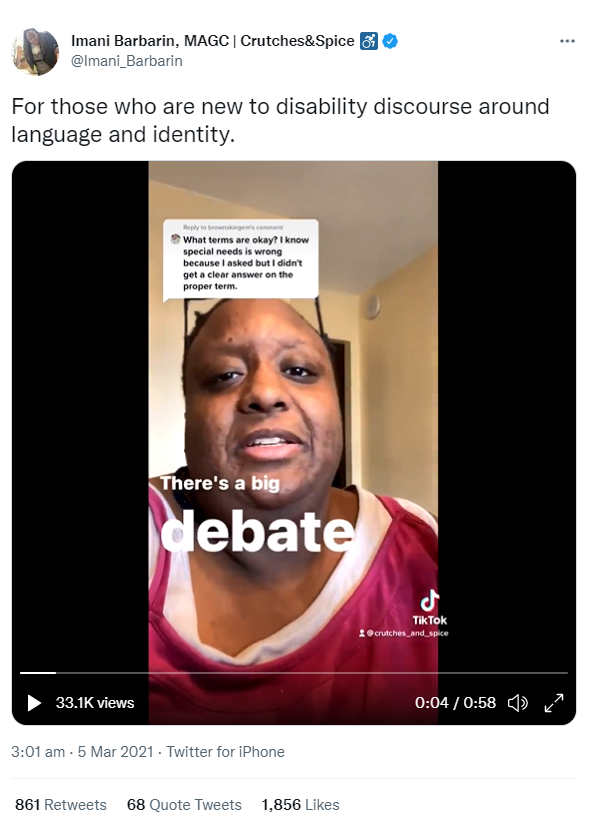 Imani Barbarin, MAGC | Crutches&Spice
@Imani_Barbarin
For those who are new to disability discourse around
language and identity.
Reply to brownskingem's comment
What terms are okay? I know
special needs is wrong
because I asked but I didn't
get a clear answer on the
proper term.
There's a big
debate
TikTok
@crutches_and_spice
33.1K views
0:04 / 0:58
3:01 am · 5 Mar 2021 · Twitter for iPhone
861 Retweets 68 Quote Tweets 1,856 Likes